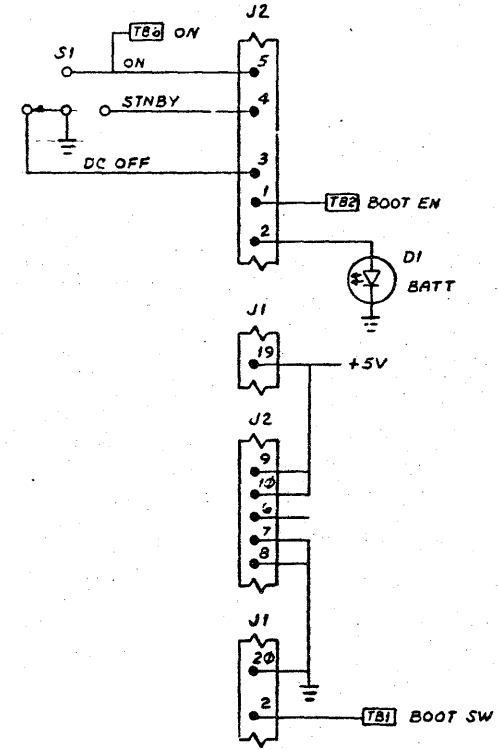 J2
TB6 ON
S1
ON
5
STNBY
4
DC OFF
3
1
TB2 BOOT EN
2
D1
BATT
J1
19
+5V
J2
9
10
6
7
8
J1
20
2
TB1 BOOT SW